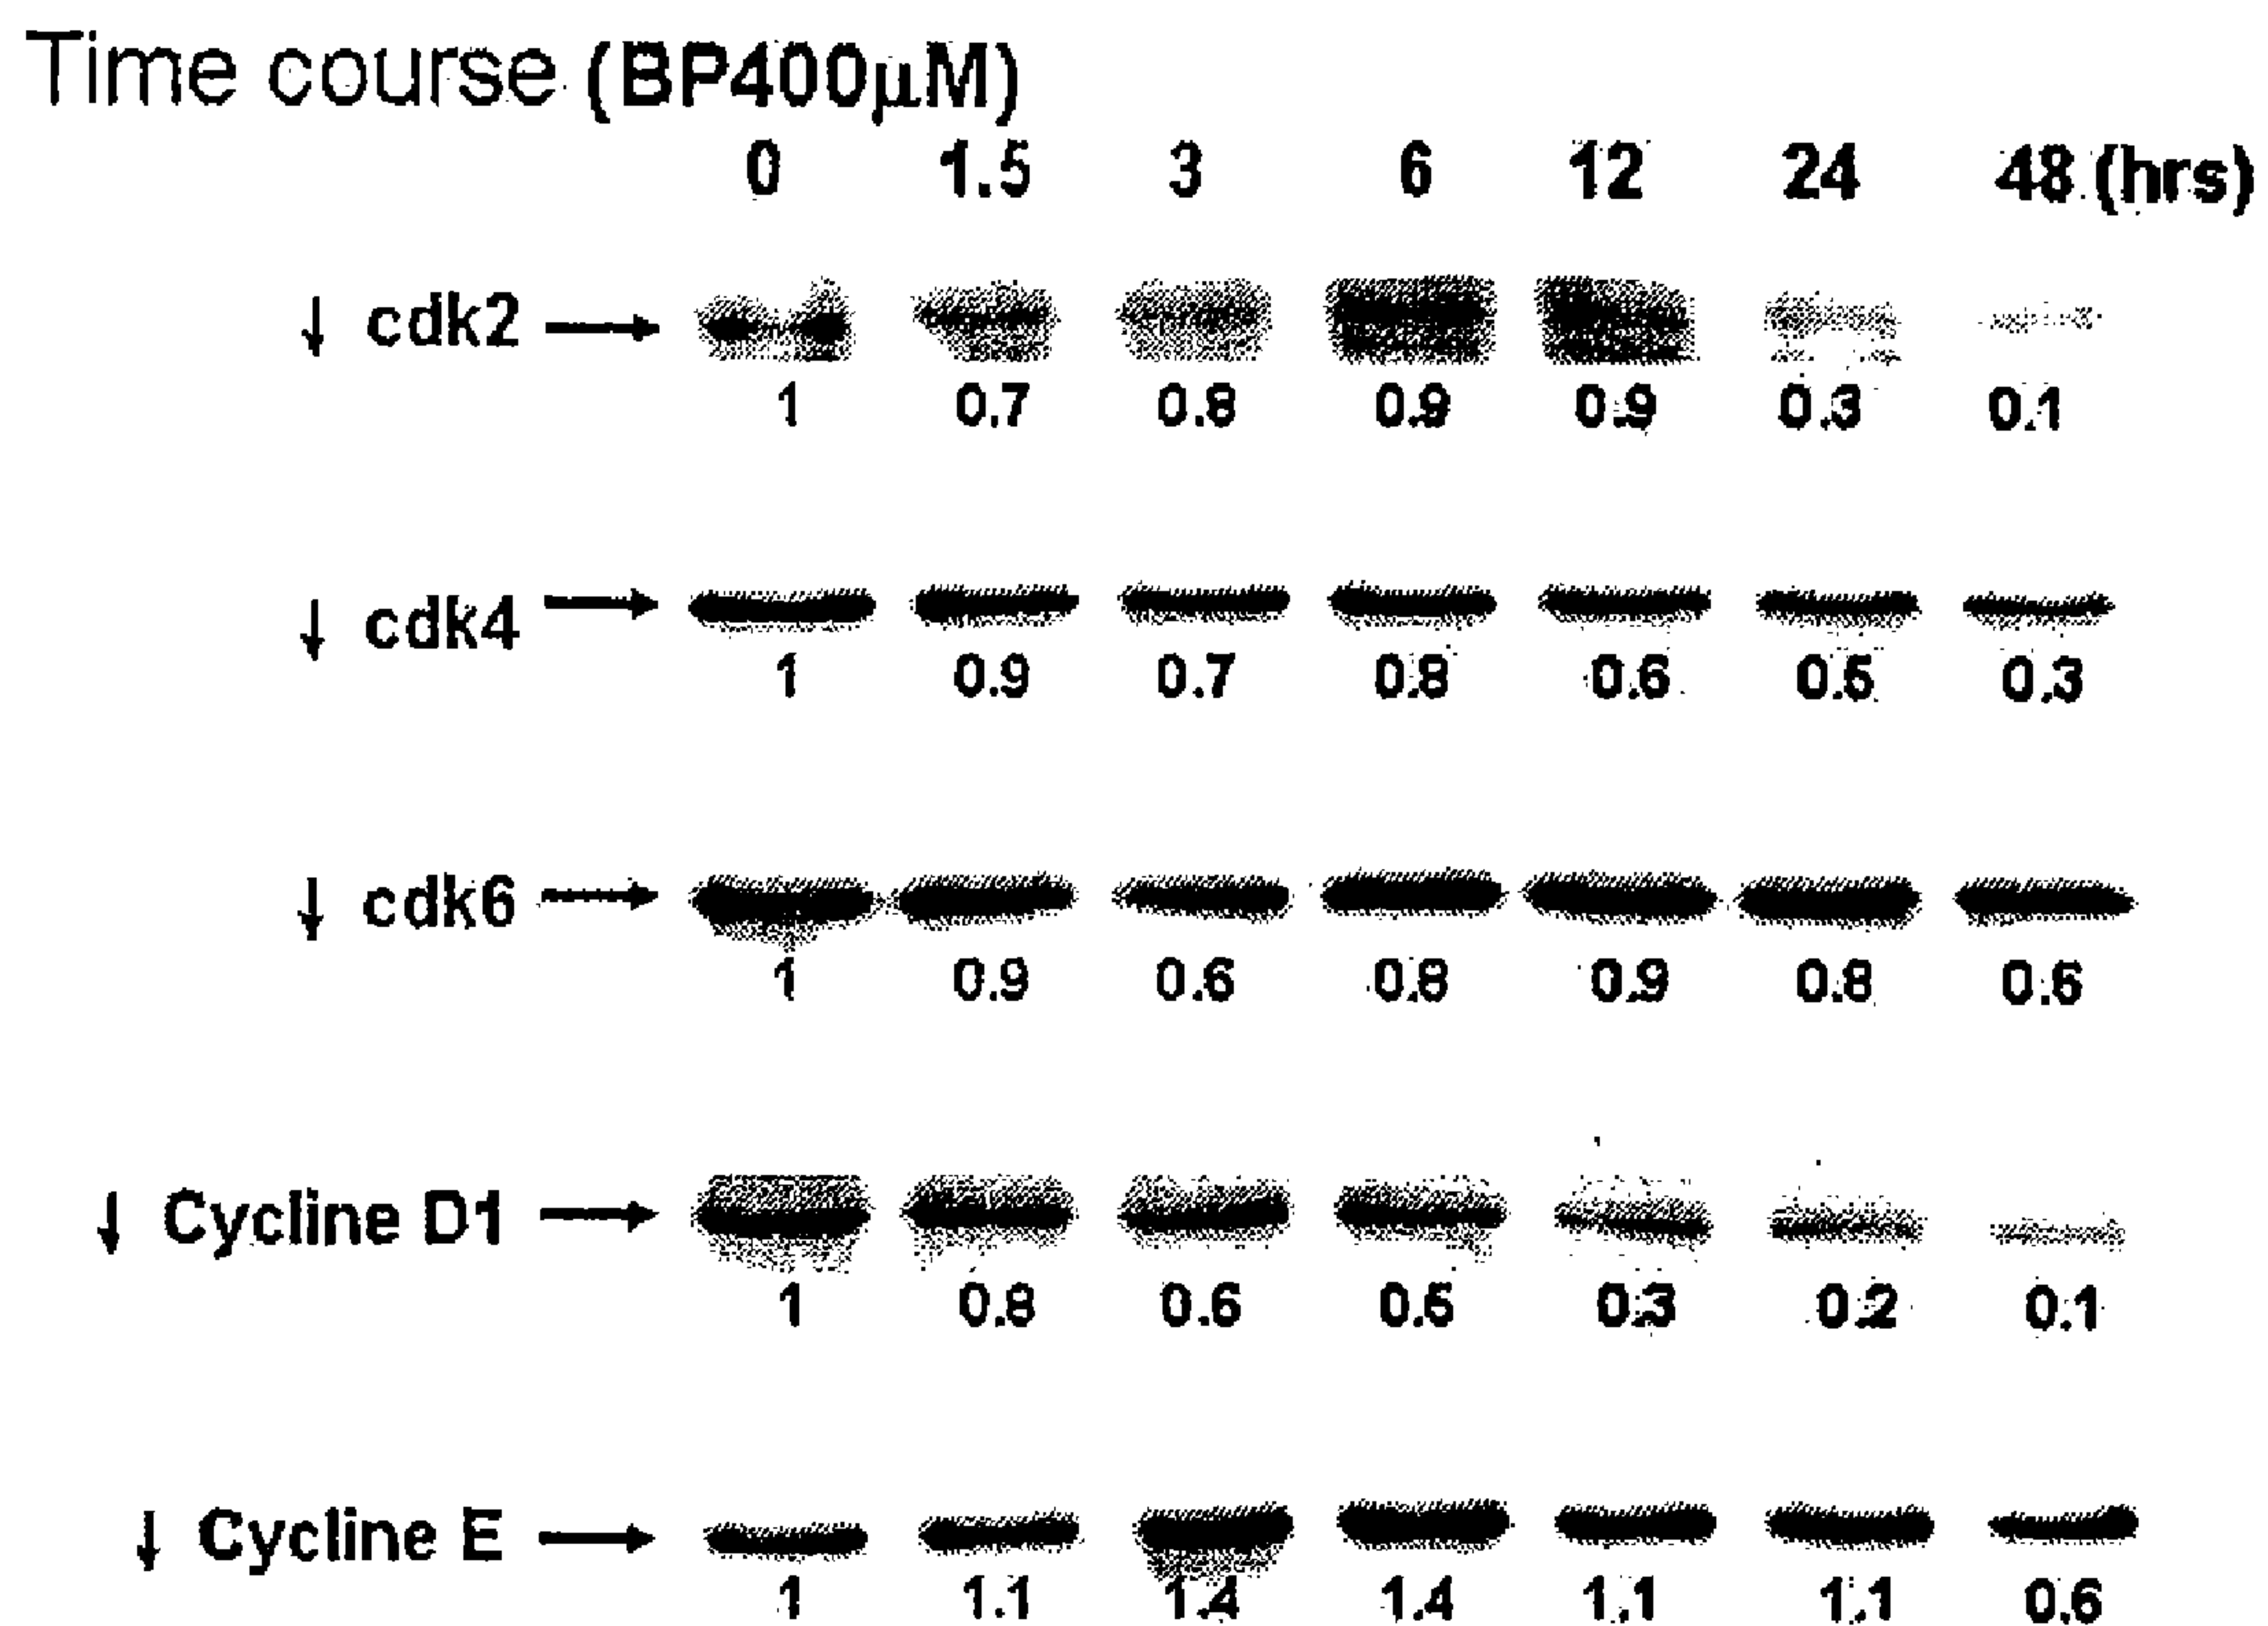 Time course (BP400µM)
0 1.5 3 6 12 24 48 (hrs)
↓ cdk2 →
1 0.7 0.8 0.9 0.9 0.3 0.1
↓ cdk4 →
1 0.9 0.7 0.8 0.6 0.5 0.3
↓ cdk6 →
1 0.9 0.6 0.8 0.9 0.8 0.6
↓ Cycline D1 →
1 0.8 0.6 0.5 0.3 0.2 0.1
↓ Cycline E →
1 1.1 1.4 1.4 1.1 1.1 0.6